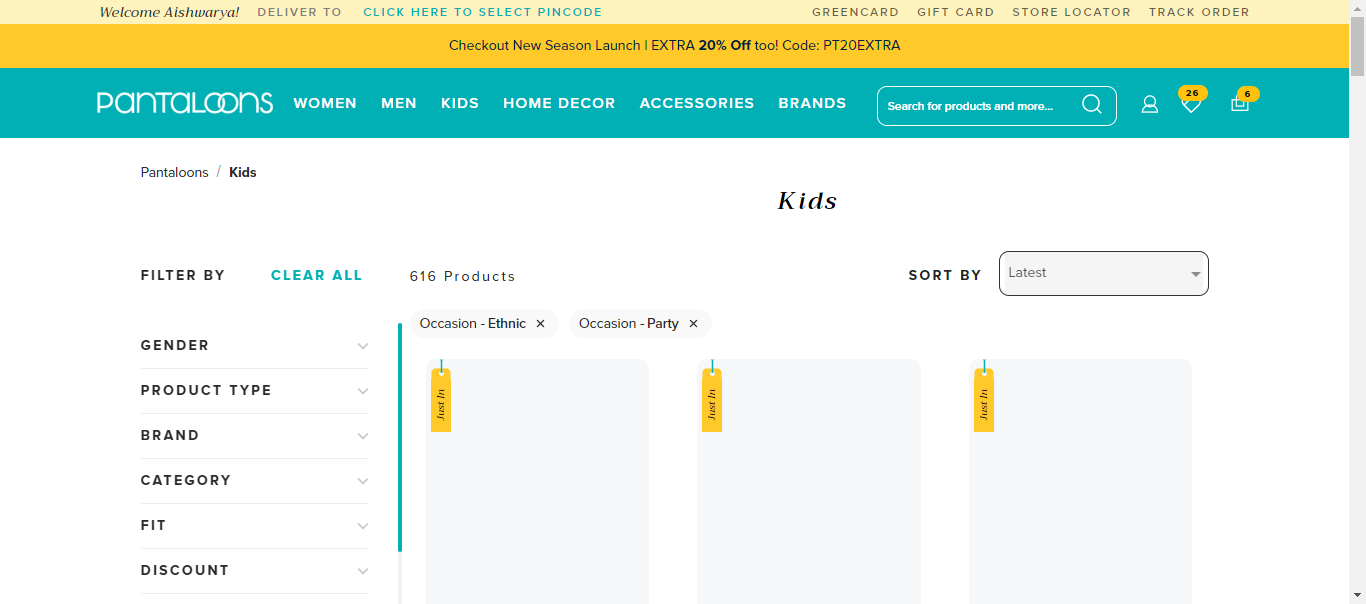 Welcome Aishwarya! DELIVER TO CLICK HERE TO SELECT PINCODE GREENCARD GIFT CARD STORE LOCATOR TRACK ORDER
Checkout New Season Launch | EXTRA 20% Off too! Code: PT20EXTRA
PANTALOONS WOMEN MEN KIDS HOME DECOR ACCESSORIES BRANDS Search for products and more... 26 6
Pantaloons / Kids
Kids
FILTER BY CLEAR ALL 616 Products SORT BY Latest
Occasion - Ethnic ✕ Occasion - Party ✕
GENDER
PRODUCT TYPE
BRAND
CATEGORY
FIT
DISCOUNT
Just In
Just In
Just In